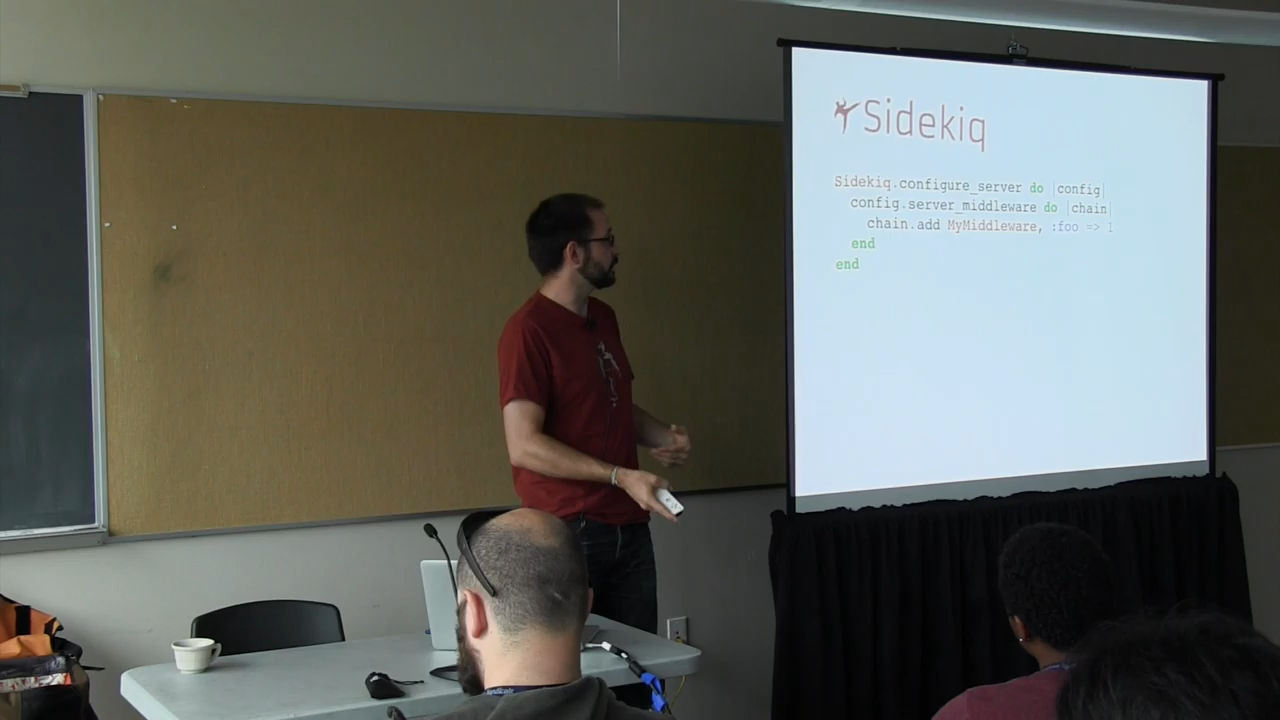 Sidekiq
Sidekiq.configure_server do |config|
config.server_middleware do |chain|
chain.add MyMiddleware, :foo => 1
end
end